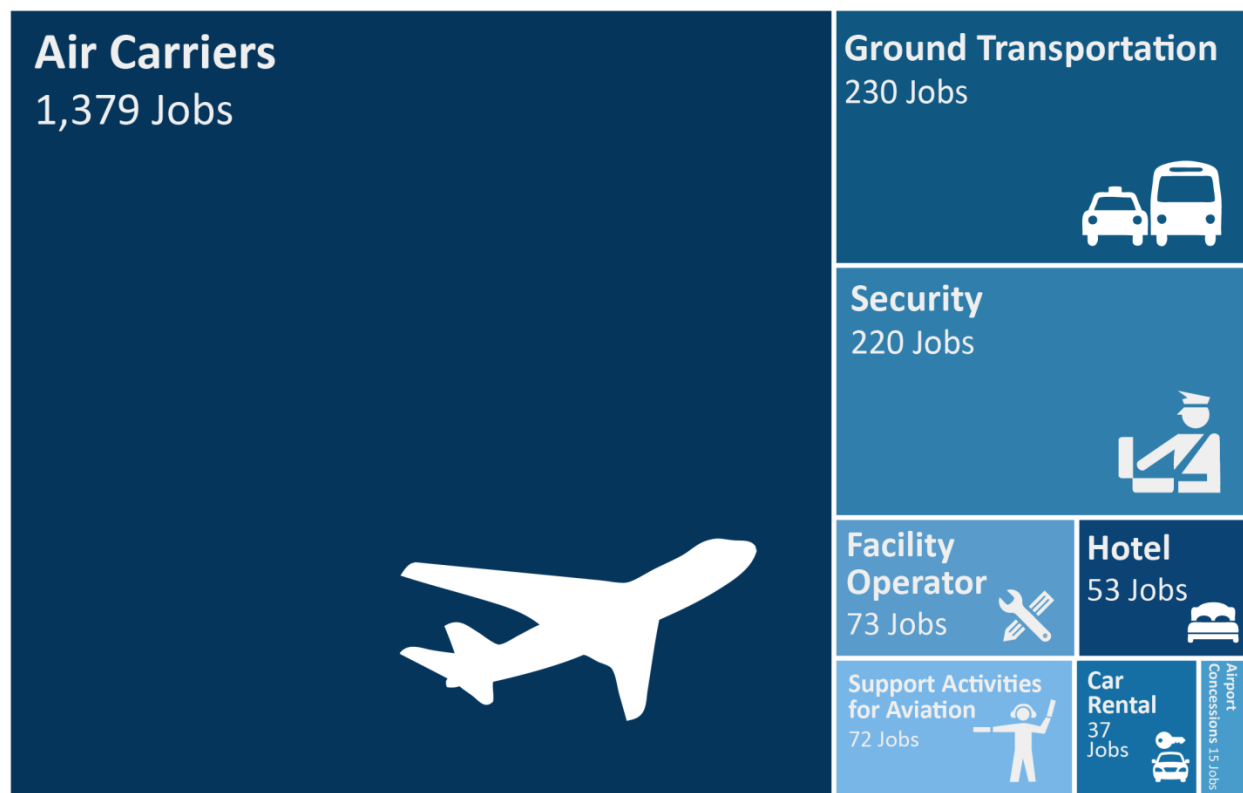 Air Carriers
1,379 Jobs
Ground Transportation
230 Jobs
Security
220 Jobs
Facility
Operator
73 Jobs
Hotel
53 Jobs
Support Activities
for Aviation
72 Jobs
Car
Rental
37
Jobs
Airport
Concessions 15 Jobs